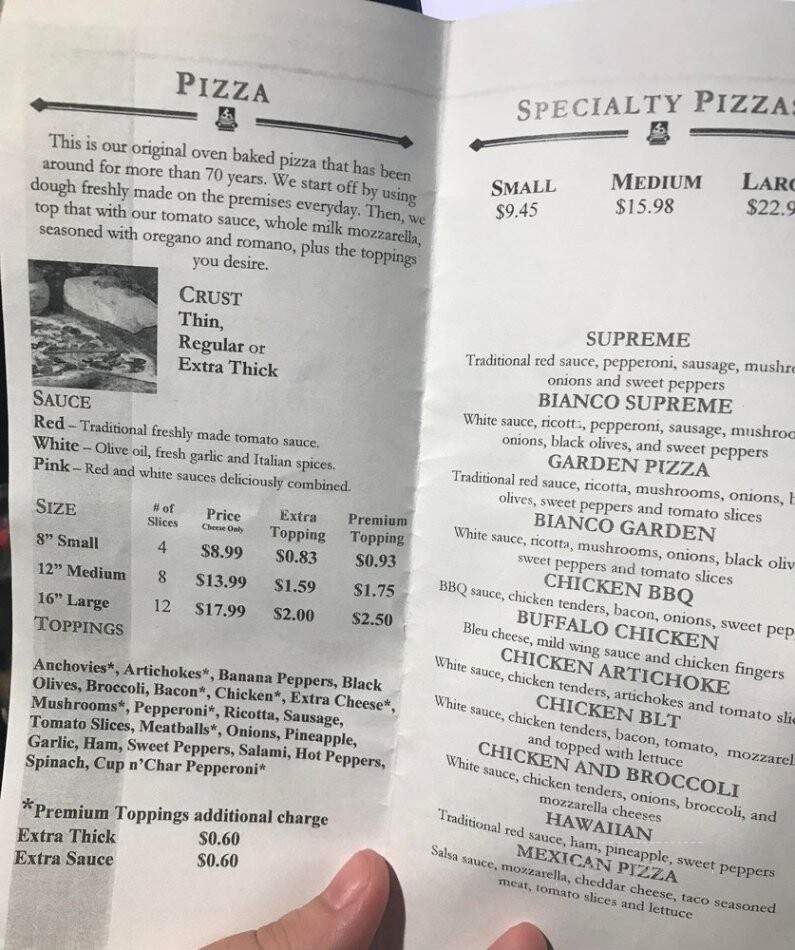 PIZZA
This is our original oven baked pizza that has been
around for more than 70 years. We start off by using
dough freshly made on the premises everyday. Then, we
top that with our tomato sauce, whole milk mozzarella,
seasoned with oregano and romano, plus the toppings
you desire.
CRUST
Thin,
Regular or
Extra Thick
SAUCE
Red – Traditional freshly made tomato sauce.
White – Olive oil, fresh garlic and Italian spices.
Pink – Red and white sauces deliciously combined.
SIZE # of Slices Price Cheese Only Extra Topping Premium Topping
8” Small 4 $8.99 $0.83 $0.93
12” Medium 8 $13.99 $1.59 $1.75
16” Large 12 $17.99 $2.00 $2.50
TOPPINGS
Anchovies*, Artichokes*, Banana Peppers, Black
Olives, Broccoli, Bacon*, Chicken*, Extra Cheese*,
Mushrooms*, Pepperoni*, Ricotta, Sausage,
Tomato Slices, Meatballs*, Onions, Pineapple,
Garlic, Ham, Sweet Peppers, Salami, Hot Peppers,
Spinach, Cup n’Char Pepperoni*
*Premium Toppings additional charge
Extra Thick $0.60
Extra Sauce $0.60
SPECIALTY PIZZAS
SMALL MEDIUM LARG
$9.45 $15.98 $22.9
SUPREME
Traditional red sauce, pepperoni, sausage, mushr
onions and sweet peppers
BIANCO SUPREME
White sauce, ricotta, pepperoni, sausage, mushroo
onions, black olives, and sweet peppers
GARDEN PIZZA
Traditional red sauce, ricotta, mushrooms, onions, b
olives, sweet peppers and tomato slices
BIANCO GARDEN
White sauce, ricotta, mushrooms, onions, black oliv
sweet peppers and tomato slices
CHICKEN BBQ
BBQ sauce, chicken tenders, bacon, onions, sweet pep
BUFFALO CHICKEN
Bleu cheese, mild wing sauce and chicken fingers
CHICKEN ARTICHOKE
White sauce, chicken tenders, artichokes and tomato slic
CHICKEN BLT
White sauce, chicken tenders, bacon, tomato, mozzarel
and topped with lettuce
CHICKEN AND BROCCOLI
White sauce, chicken tenders, onions, broccoli, and
mozzarella cheeses
HAWAIIAN
Traditional red sauce, ham, pineapple, sweet peppers
MEXICAN PIZZA
Salsa sauce, mozzarella, cheddar cheese, taco seasoned
meat, tomato slices and lettuce